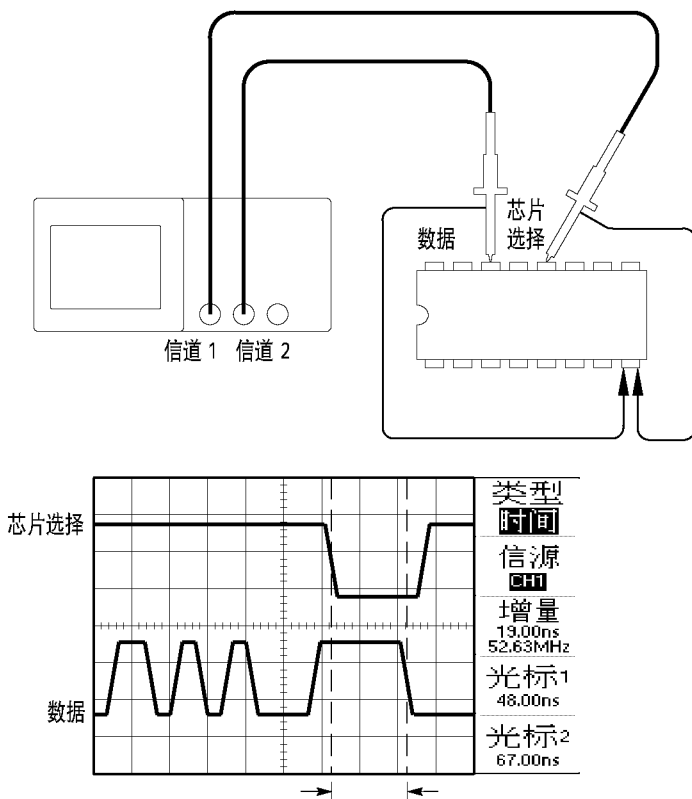 芯片
选择
数据
信道 1 信道 2
芯片选择
数据
类型
时间
信源
CH1
增量
19.00ns
52.63MHz
光标1
48.00ns
光标2
67.00ns